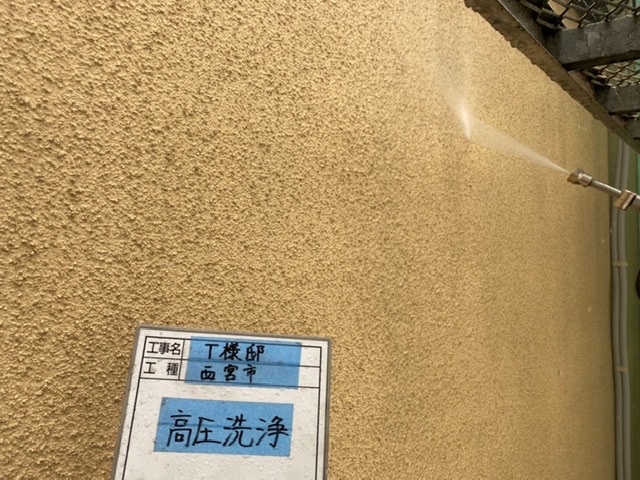 工事名 T様邸
工種 西宮市
高圧洗浄